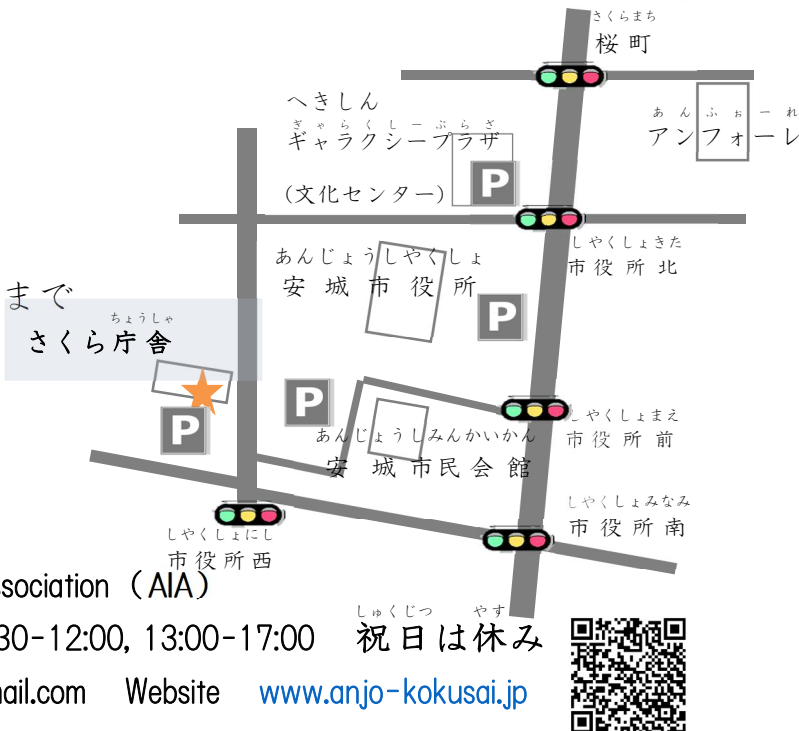 さくらまち
桜町
へきしん
ぎゃらくしーぷらざ
ギャラクシープラザ
(文化センター)
P
あんふぉーれ
アンフォーレ
しやくしょきた
市役所北
あんじょうしやくしょ
安城市役所
P
まで
ちょうしゃ
さくら庁舎
P
P
あんじょうしみんかいかん
安城市民会館
しやくしょまえ
市役所前
しやくしょみなみ
市役所南
しやくしょにし
市役所西
ssociation (AIA)
30-12:00, 13:00-17:00 祝日は休み
しゅくじつ やす
mail.com Website www.anjo-kokusai.jp